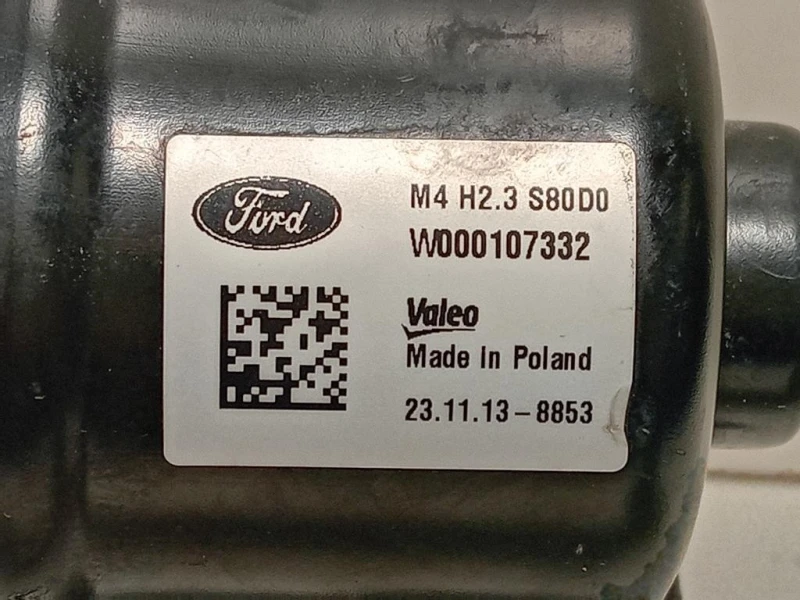 Ford
M4 H2.3 S80D0
W000107332
Valeo
Made in Poland
23.11.13-8853